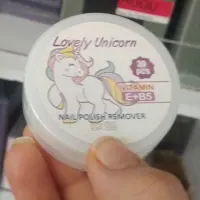 Lovely Unicorn
30
PCS
VITAMIN
E+B5
NAIL POLISH REMOVER